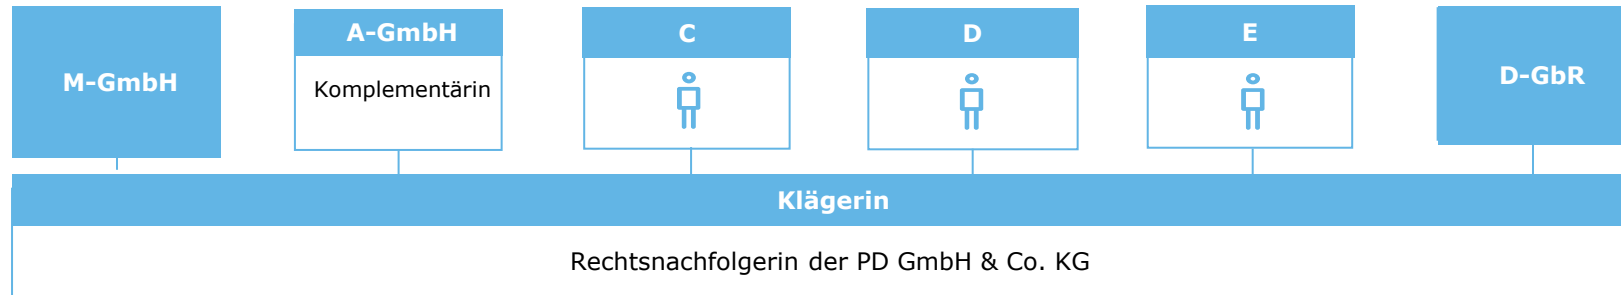 M-GmbH
A-GmbH
Komplementärin
C
D
E
D-GbR
Klägerin
Rechtsnachfolgerin der PD GmbH & Co. KG